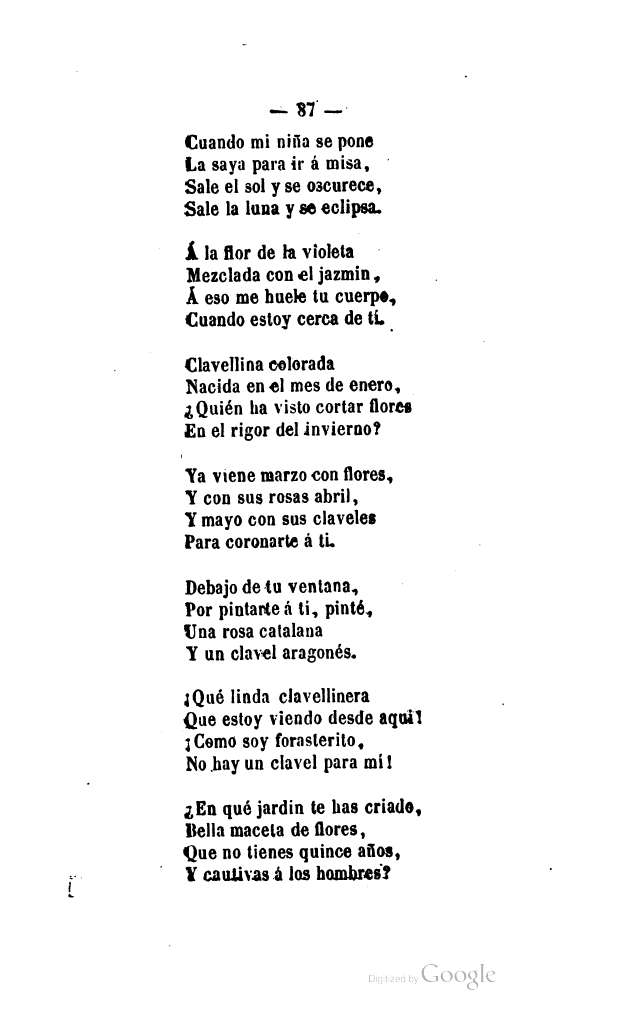 — 87 —
Cuando mi niña se pone
La saya para ir á misa,
Sale el sol y se oscurece,
Sale la luna y se eclipsa.
Á la flor de la violeta
Mezclada con el jazmin,
Á eso me huele tu cuerpo,
Cuando estoy cerca de tí.
Clavellina colorada
Nacida en el mes de enero,
¿Quién ha visto cortar flores
En el rigor del invierno?
Ya viene marzo con flores,
Y con sus rosas abril,
Y mayo con sus claveles
Para coronarte á ti.
Debajo de tu ventana,
Por pintarte á ti, pinté,
Una rosa catalana
Y un clavel aragonés.
¡Qué linda clavellinera
Que estoy viendo desde aquí!
¡Como soy forasterito,
No hay un clavel para mí!
¿En qué jardin te has criado,
Bella maceta de flores,
Que no tienes quince años,
Y cautivas á los hombres?
Digitized by Google